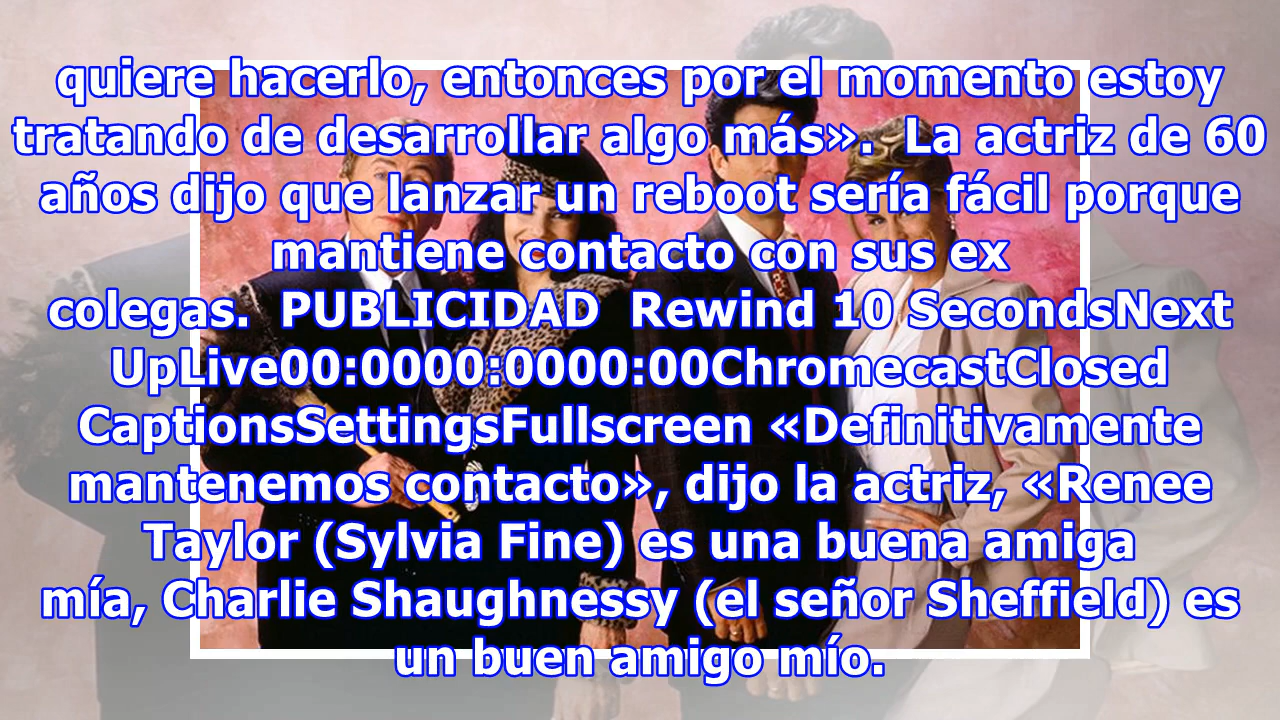 quiere hacerlo, entonces por el momento estoy
tratando de desarrollar algo más».  La actriz de 60
años dijo que lanzar un reboot sería fácil porque
mantiene contacto con sus ex
colegas.  PUBLICIDAD  Rewind 10 SecondsNext
UpLive00:0000:0000:00ChromecastClosed
CaptionsSettingsFullscreen «Definitivamente
mantenemos contacto», dijo la actriz, «Renee
Taylor (Sylvia Fine) es una buena amiga
mía, Charlie Shaughnessy (el señor Sheffield) es
un buen amigo mío.